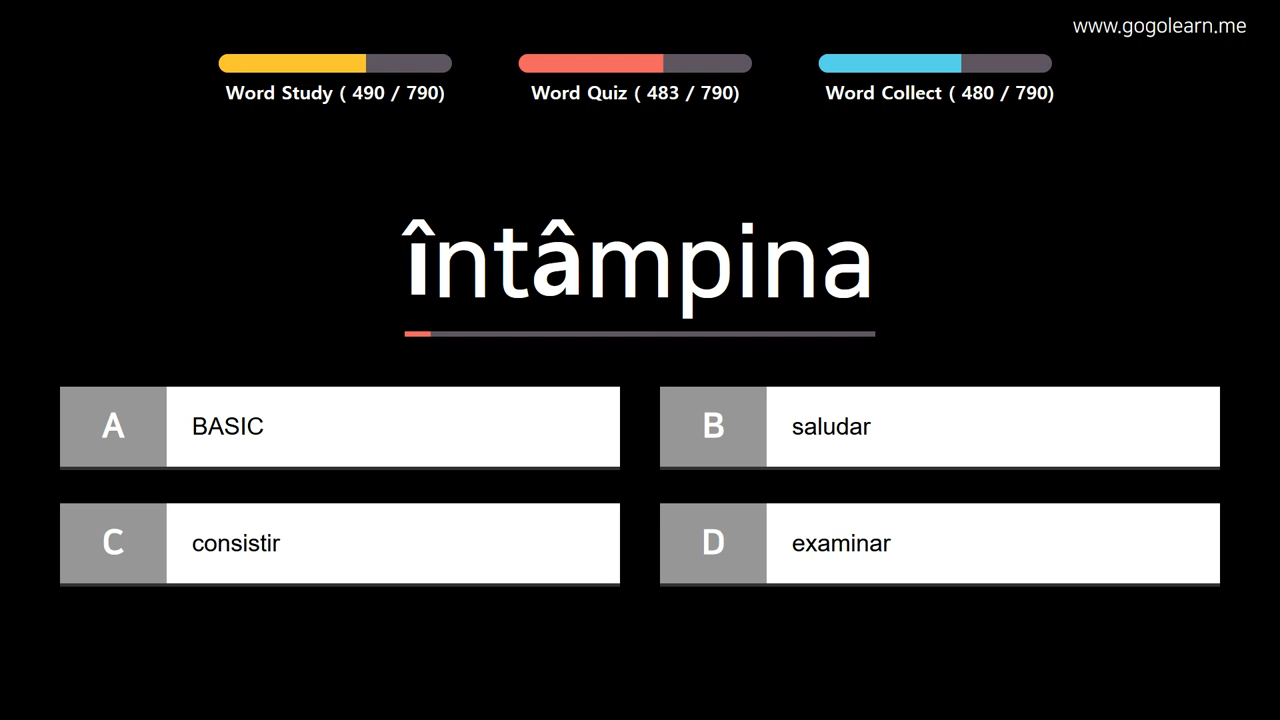 www.gogolearn.me
Word Study ( 490 / 790)
Word Quiz ( 483 / 790)
Word Collect ( 480 / 790)
întâmpina
A BASIC
B saludar
C consistir
D examinar